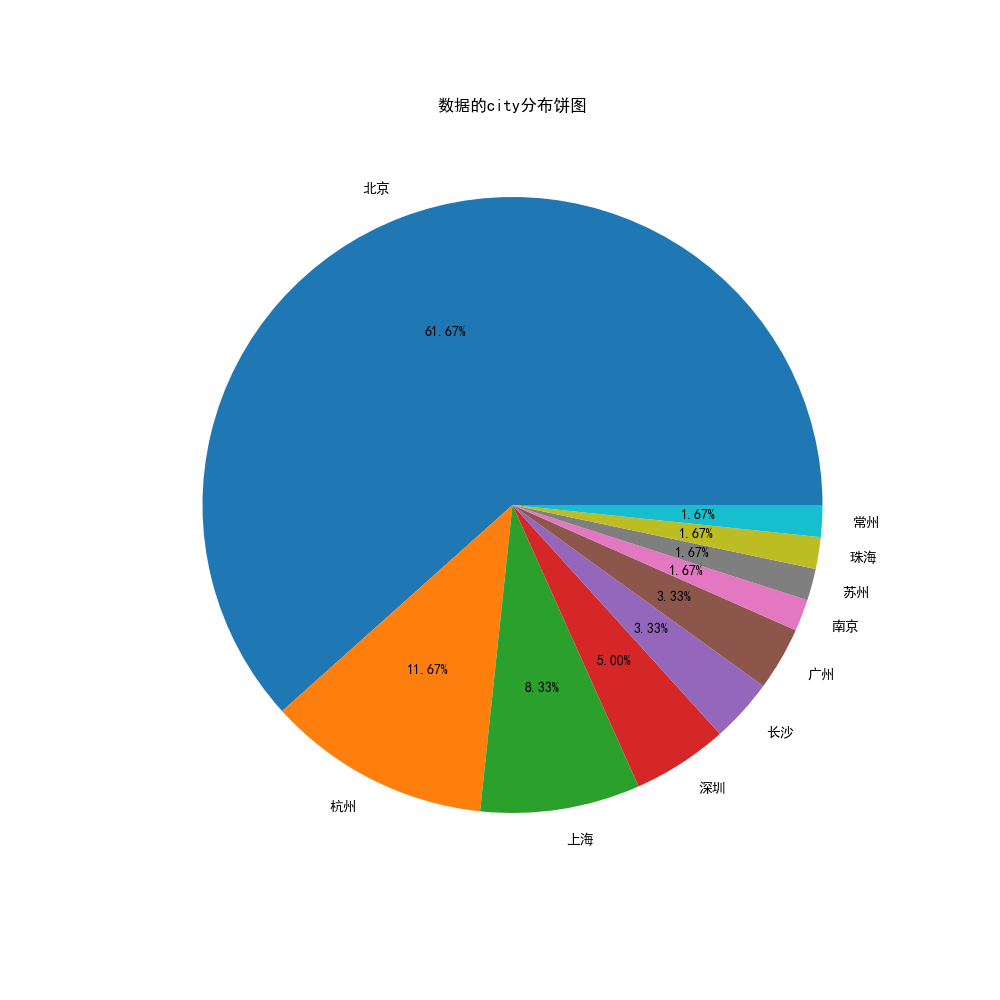 数据的city分布饼图
北京
61.67%
1.67%
常州
1.67%
珠海
1.67%
苏州
1.67%
南京
3.33%
广州
3.33%
长沙
5.00%
深圳
8.33%
上海
11.67%
杭州